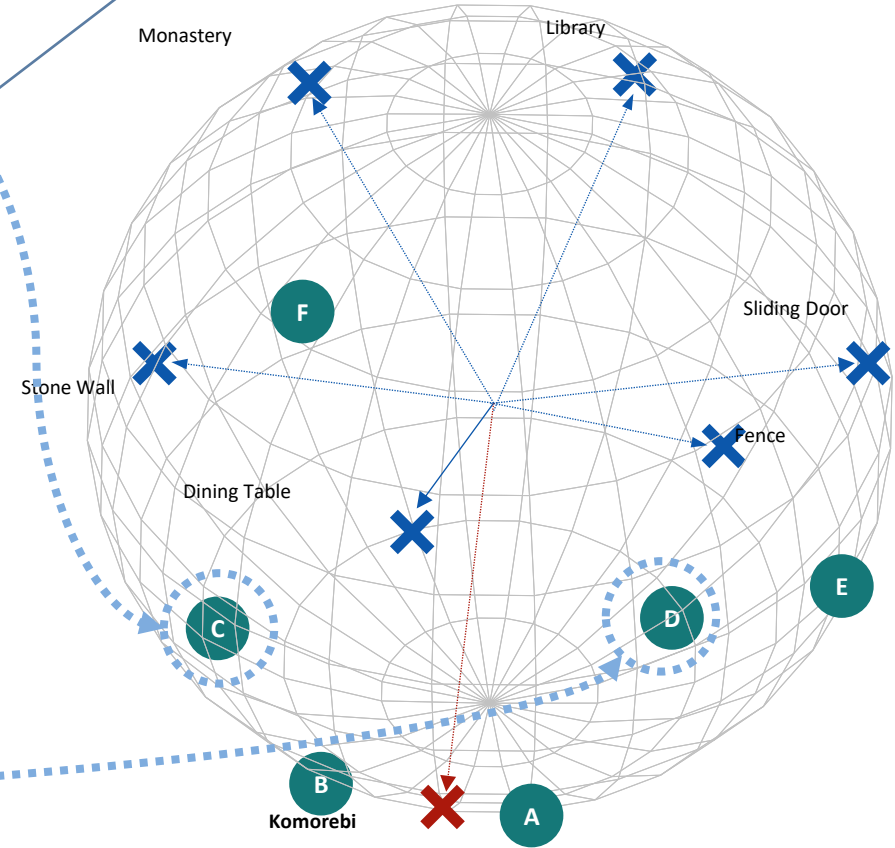 Library
Monastery
F
Sliding Door
Stone Wall
Fence
Dining Table
E
D
C
B
A
Komorebi